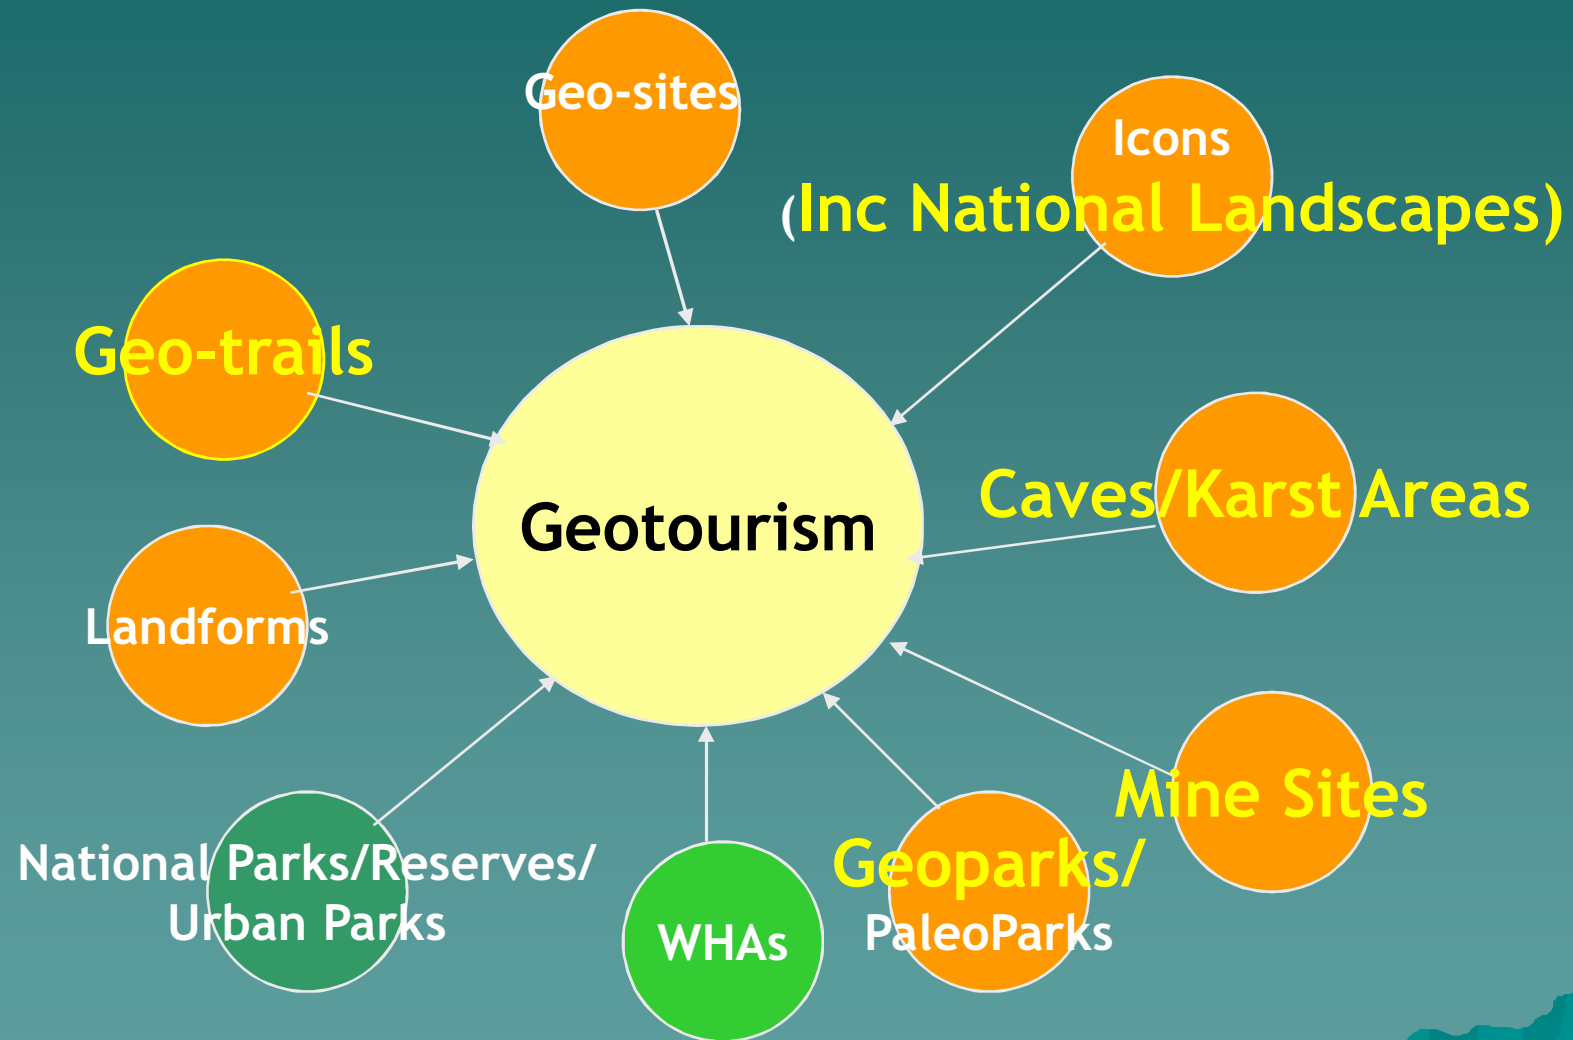 Geo-sites
Icons
(Inc National Landscapes)
Geo-trails
Caves/Karst Areas
Geotourism
Landforms
Mine Sites
National Parks/Reserves/
Urban Parks
WHAs
Geoparks/
PaleoParks